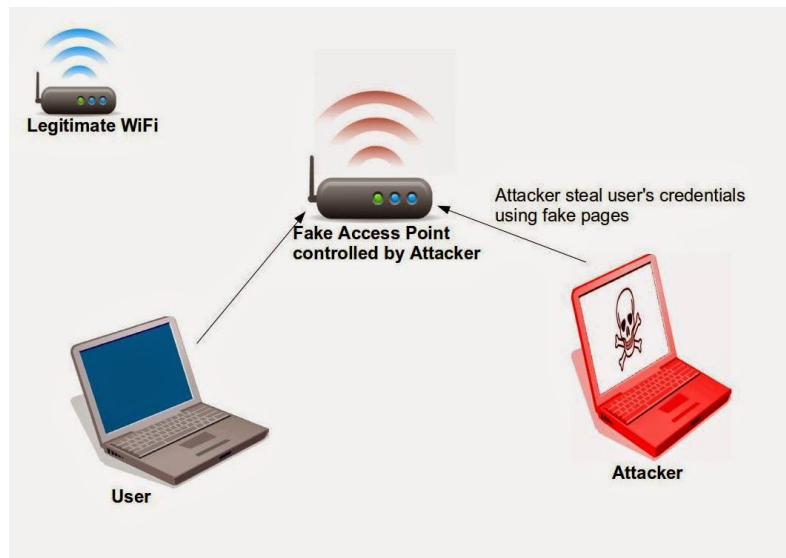 Legitimate WiFi
Fake Access Point
controlled by Attacker
Attacker steal user's credentials
using fake pages
User
Attacker